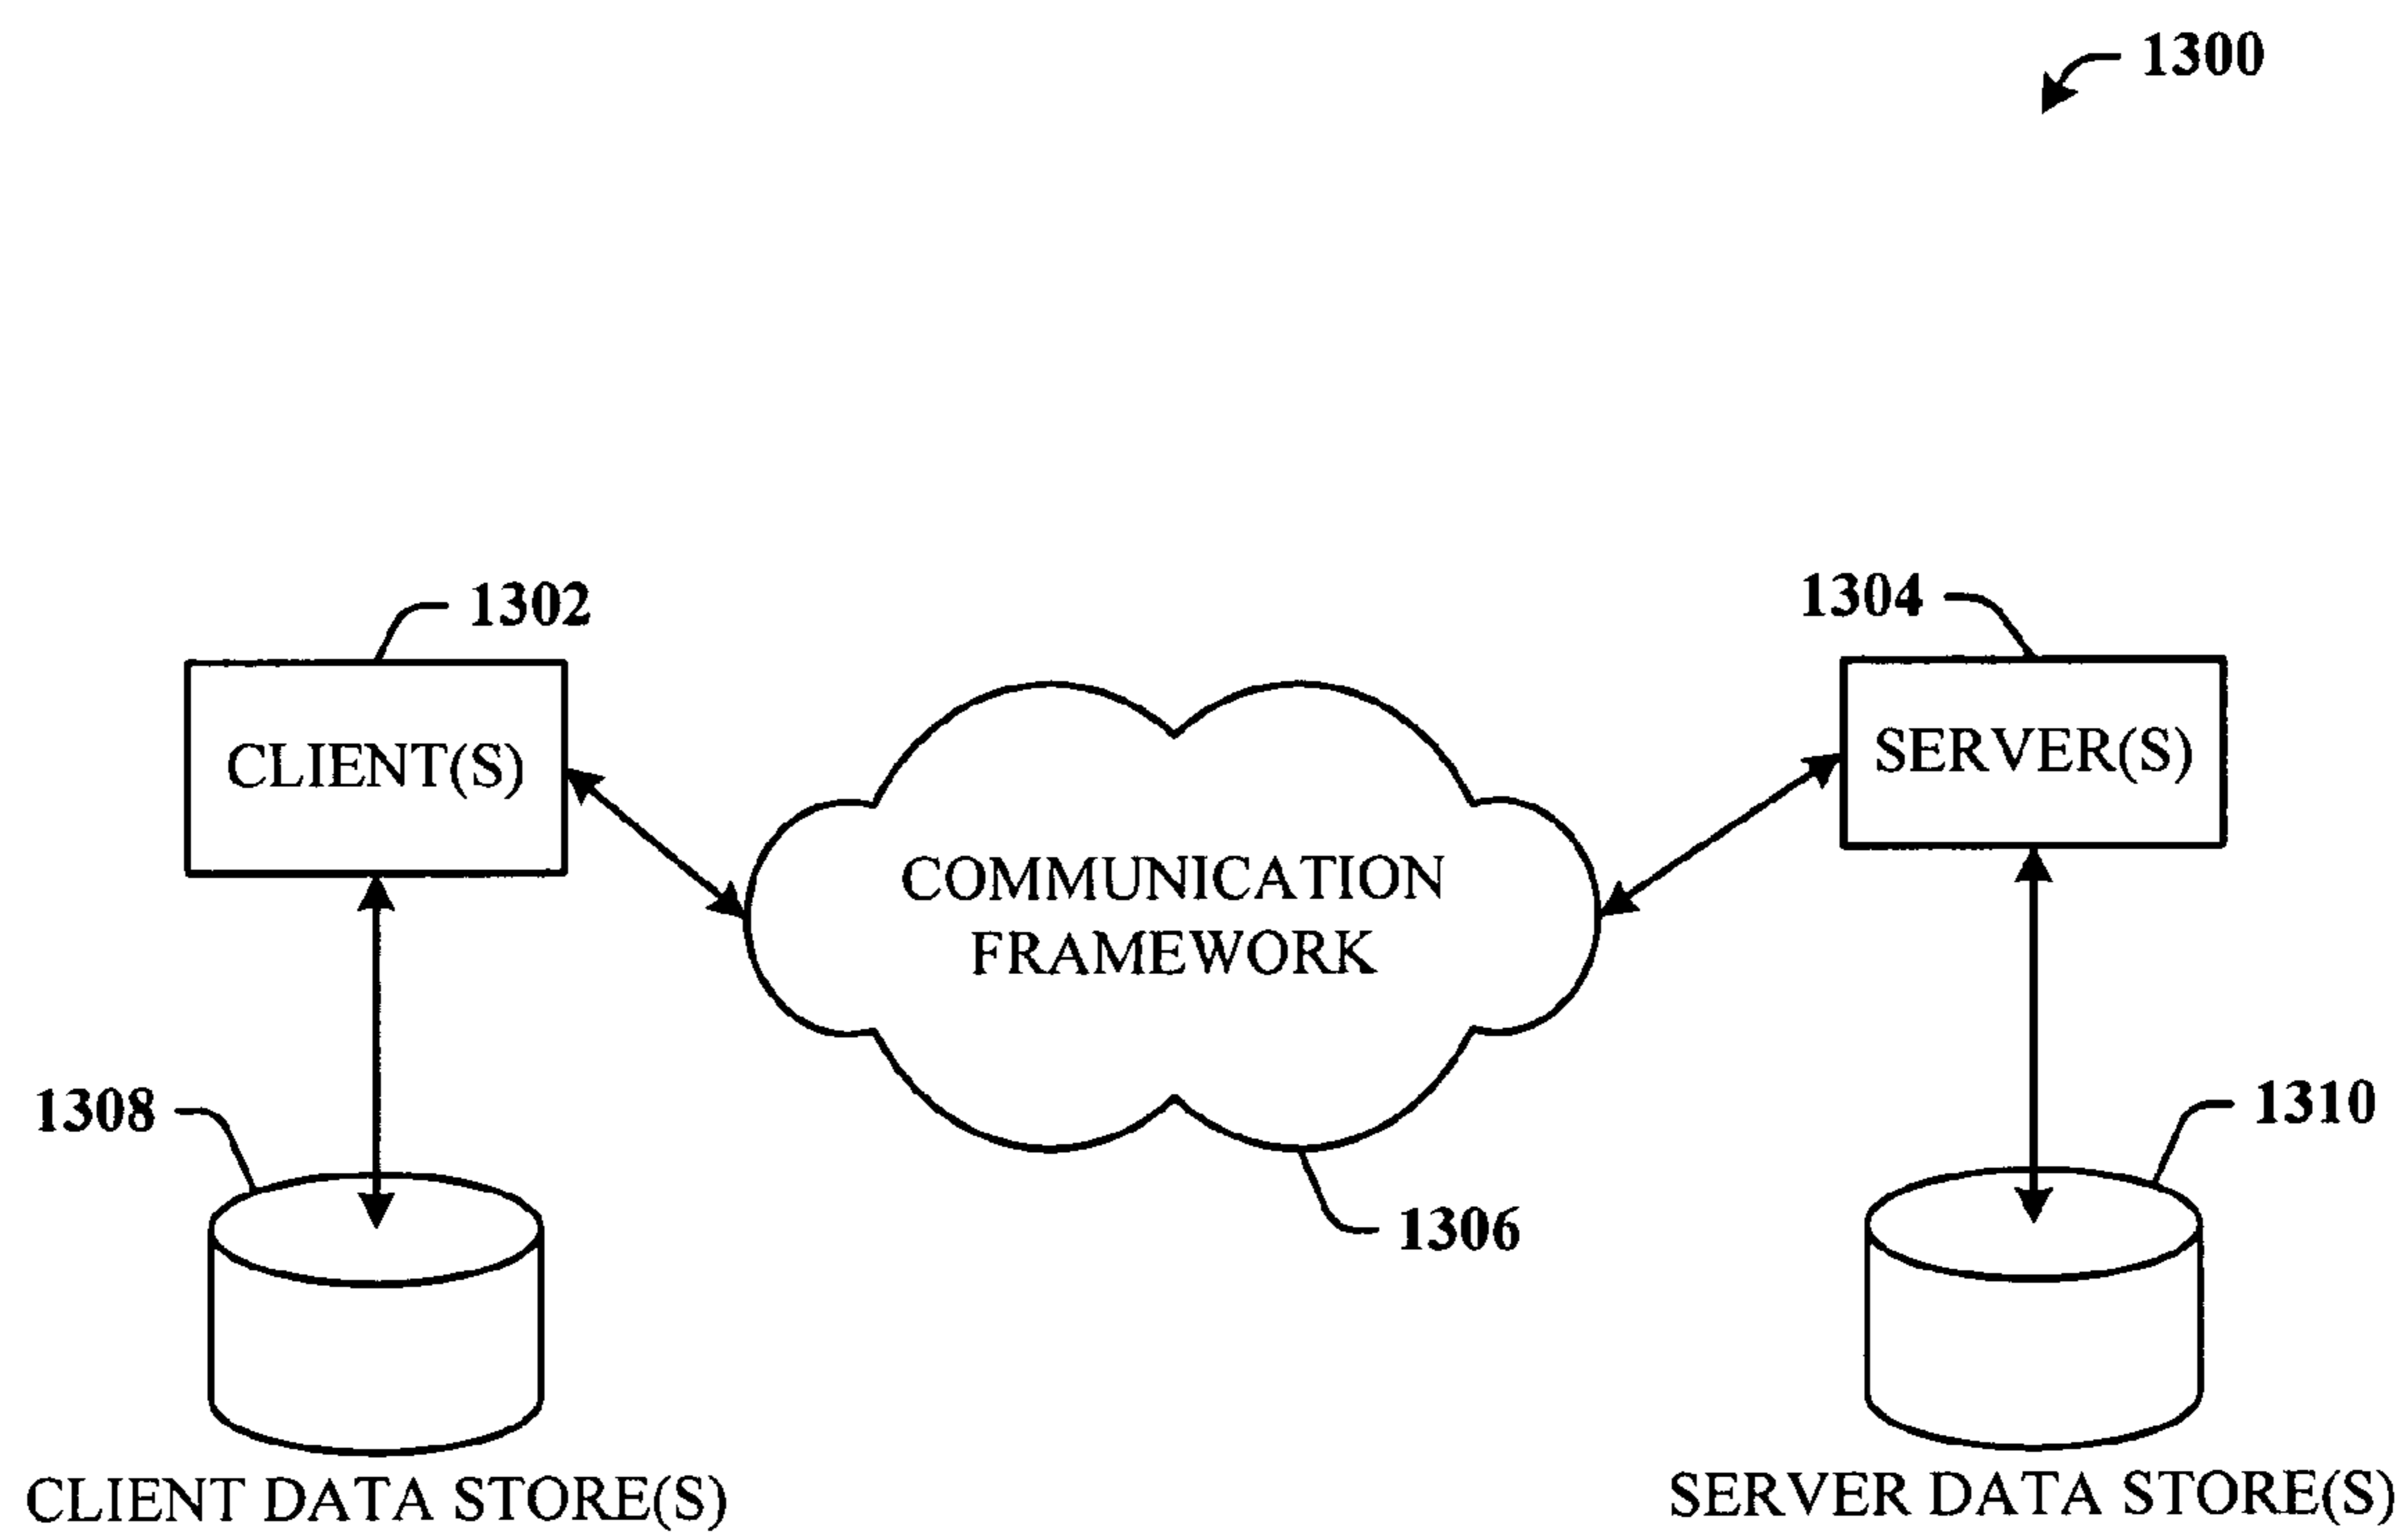 1300
1302
1304
CLIENT(S)
SERVER(S)
COMMUNICATION
FRAMEWORK
1308
1310
1306
CLIENT DATA STORE(S)
SERVER DATA STORE(S)